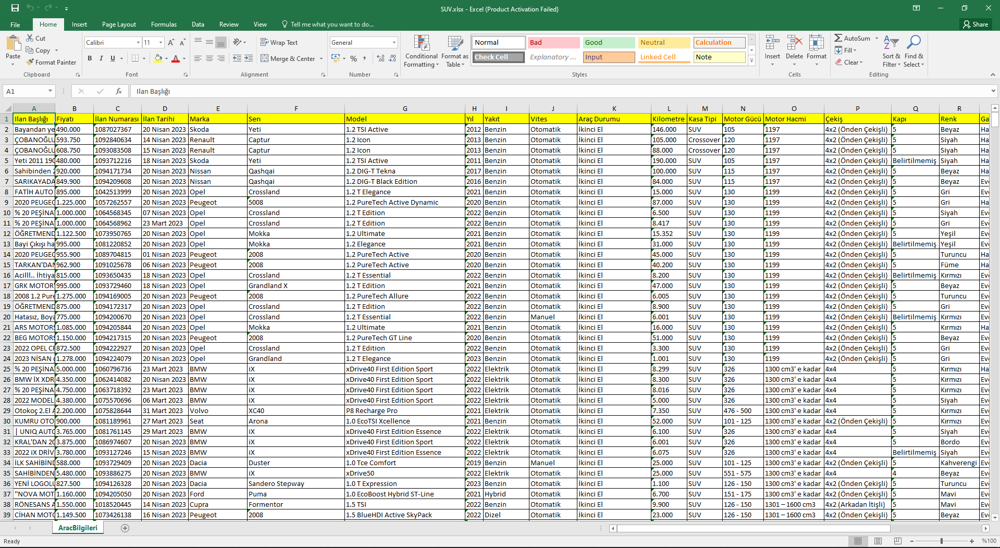 SUV.xlsx - Excel (Product Activation Failed)
File Home Insert Page Layout Formulas Data Review View Tell me what you want to do... Share
Paste Cut Copy Format Painter Clipboard
Calibri 11 B I U Font
Wrap Text Merge & Center Alignment
General % Number
Conditional Formatting Format as Table
Normal Bad Good Neutral Calculation
Check Cell Explanatory ... Input Linked Cell Note
Styles
Insert Delete Format Cells
AutoSum Fill Clear Sort & Filter Find & Select Editing
A1 fx Ilan Başlığı
A B C D E F G H I J K L M N O P Q R
1 Ilan Başlığı Fiyatı İlan Numarası İlan Tarihi Marka Seri Model Yıl Yakıt Vites Araç Durumu Kilometre Kasa Tipi Motor Gücü Motor Hacmi Çekiş Kapı Renk Ga
2 Bayandan ye 490.000 1087027367 20 Nisan 2023 Skoda Yeti 1.2 TSI Active 2012 Benzin Otomatik İkinci El 146.000 SUV 105 1197 4x2 (Önden Çekişli) 5 Beyaz Ha
3 ÇOBANOĞLU 593.750 1092840634 14 Nisan 2023 Renault Captur 1.2 Icon 2013 Benzin Otomatik İkinci El 105.000 Crossover 120 1197 4x2 (Önden Çekişli) 5 Siyah Ha
4 ÇOBANOĞLU 608.750 1093083508 15 Nisan 2023 Renault Captur 1.2 Icon 2013 Benzin Otomatik İkinci El 88.000 Crossover 120 1197 4x2 (Önden Çekişli) 5 Siyah Ha
5 Yeti 2011 190 480.000 1093712216 18 Nisan 2023 Skoda Yeti 1.2 TSI Active 2011 Benzin Otomatik İkinci El 190.000 SUV 105 1197 4x2 (Önden Çekişli) Belirtilmemiş Siyah Ha
6 Sahibinden 2 920.000 1094171734 20 Nisan 2023 Nissan Qashqai 1.2 DIG-T Tekna 2017 Benzin Otomatik İkinci El 100.000 SUV 115 1197 4x2 (Önden Çekişli) 5 Beyaz Ha
7 SARIKAYADA 849.900 1094209608 20 Nisan 2023 Nissan Qashqai 1.2 DIG-T Black Edition 2016 Benzin Otomatik İkinci El 84.000 SUV 115 1197 4x2 (Önden Çekişli) 5 Beyaz Eve
8 FATİH AUTO 895.000 1042513999 20 Nisan 2023 Opel Crossland 1.2 T Elegance 2021 Benzin Otomatik İkinci El 15.000 SUV 130 1199 4x2 (Önden Çekişli) 5 Gri Eve
9 2020 PEUGEO 1.225.000 1057262557 20 Nisan 2023 Peugeot 5008 1.2 PureTech Active Dynamic 2020 Benzin Otomatik İkinci El 87.000 SUV 130 1199 4x2 (Önden Çekişli) 5 Gri Ha
10 % 20 PEŞİNA 1.000.000 1064568345 07 Nisan 2023 Opel Crossland 1.2 T Edition 2022 Benzin Otomatik İkinci El 6.500 SUV 130 1199 4x2 (Önden Çekişli) 5 Siyah Eve
11 % 20 PEŞİNA 1.000.000 1064568962 23 Mart 2023 Opel Crossland 1.2 T Edition 2022 Benzin Otomatik İkinci El 8.417 SUV 130 1199 4x2 (Önden Çekişli) 5 Gri Eve
12 ÖĞRETMEND 1.122.500 1073950765 20 Nisan 2023 Opel Mokka 1.2 Ultimate 2021 Benzin Otomatik İkinci El 15.352 SUV 130 1199 4x2 (Önden Çekişli) 5 Yeşil Eve
13 Bayi Çıkışı ha 995.000 1081220852 20 Nisan 2023 Opel Mokka 1.2 Elegance 2021 Benzin Otomatik İkinci El 31.000 SUV 130 1199 4x2 (Önden Çekişli) Belirtilmemiş Yeşil Eve
14 2020 PEUGEO 955.900 1089704815 01 Nisan 2023 Peugeot 2008 1.2 PureTech Active 2020 Benzin Otomatik İkinci El 45.000 SUV 130 1199 4x2 (Önden Çekişli) 5 Turuncu Ha
15 TARKAN'DAN 962.900 1091025678 06 Nisan 2023 Peugeot 2008 1.2 PureTech Active 2020 Benzin Otomatik İkinci El 40.200 SUV 130 1199 4x2 (Önden Çekişli) 5 Füme Ha
16 Acilll.. İhtiya 815.000 1093650435 18 Nisan 2023 Opel Crossland 1.2 T Essential 2022 Benzin Otomatik İkinci El 8.200 SUV 130 1199 4x2 (Önden Çekişli) Belirtilmemiş Kırmızı Eve
17 GRK MOTOR 995.000 1093729460 18 Nisan 2023 Opel Grandland X 1.2 T Edition 2021 Benzin Otomatik İkinci El 47.000 SUV 130 1199 4x2 (Önden Çekişli) 5 Beyaz Eve
18 2008 1.2 Pure 1.275.000 1094169005 20 Nisan 2023 Peugeot 2008 1.2 PureTech Allure 2022 Benzin Otomatik İkinci El 6.005 SUV 130 1199 4x2 (Önden Çekişli) 5 Turuncu Eve
19 ÖĞRETMEND 875.000 1094172317 20 Nisan 2023 Opel Crossland 1.2 T Edition 2022 Benzin Otomatik İkinci El 8.900 SUV 130 1199 4x2 (Önden Çekişli) 5 Gri Eve
20 Hatasız, Boya 775.000 1094200670 20 Nisan 2023 Opel Crossland 1.2 T Essential 2022 Benzin Manuel İkinci El 6.001 SUV 130 1199 4x2 (Önden Çekişli) Belirtilmemiş Kırmızı Eve
21 ARS MOTORS 1.085.000 1094205844 20 Nisan 2023 Opel Mokka 1.2 Ultimate 2021 Benzin Otomatik İkinci El 16.000 SUV 130 1199 4x2 (Önden Çekişli) 5 Kırmızı Ha
22 BEG MOTORS 1.150.000 1094217315 20 Nisan 2023 Peugeot 2008 1.2 PureTech GT Line 2020 Benzin Otomatik İkinci El 51.000 SUV 130 1199 4x2 (Önden Çekişli) 5 Beyaz Eve
23 2022 OPEL CR 872.500 1094222927 20 Nisan 2023 Opel Crossland 1.2 T Edition 2022 Benzin Otomatik İkinci El 3.300 SUV 130 1199 4x2 (Önden Çekişli) 5 Gri Eve
24 2023 NİSAN 1.278.000 1094224079 20 Nisan 2023 Opel Grandland 1.2 T Elegance 2023 Benzin Otomatik İkinci El 1.001 SUV 130 1199 4x2 (Önden Çekişli) 5 Gri Eve
25 % 20 PEŞİNA 5.000.000 1060796736 23 Mart 2023 BMW iX xDrive40 First Edition Sport 2022 Elektrik Otomatik İkinci El 8.299 SUV 326 1300 cm3' e kadar 4x4 5 Kırmızı Ha
26 BMW İX XDR 4.350.000 1062414082 20 Nisan 2023 BMW iX xDrive40 First Edition Sport 2022 Elektrik Otomatik İkinci El 8.300 SUV 326 1300 cm3' e kadar 4x4 5 Kırmızı Eve
27 % 20 PEŞİNA 4.750.000 1063718392 23 Mart 2023 BMW iX xDrive40 First Edition Sport 2022 Elektrik Otomatik İkinci El 8.016 SUV 326 1300 cm3' e kadar 4x4 5 Kırmızı Eve
28 2022 MODEL 4.380.000 1075570696 06 Mart 2023 BMW iX xDrive40 First Edition Sport 2022 Elektrik Otomatik İkinci El 5.000 SUV 326 1300 cm3' e kadar 4x4 5 Siyah Eve
29 Otokoç 2.El A 2.200.000 1075828644 31 Mart 2023 Volvo XC40 P8 Recharge Pro 2021 Elektrik Otomatik İkinci El 7.350 SUV 476 - 500 1300 cm3' e kadar 4x4 5 Kırmızı Eve
30 KUMRU OTO 900.000 1081189961 27 Mart 2023 Seat Arona 1.0 EcoTSI Xcellence 2021 Benzin Otomatik İkinci El 52.000 SUV 101 - 125 1300 cm3' e kadar 4x2 (Önden Çekişli) 5 Kırmızı Eve
31 | UNIQ AUTO 3.765.000 1081761145 29 Mart 2023 BMW iX xDrive40 First Edition Essence 2022 Elektrik Otomatik İkinci El 6.100 SUV 326 1300 cm3' e kadar 4x4 5 Siyah Eve
32 KRAL'DAN 20 3.875.000 1086974607 20 Nisan 2023 BMW iX xDrive40 First Edition Sport 2022 Elektrik Otomatik İkinci El 6.001 SUV 326 1300 cm3' e kadar 4x4 5 Bordo Eve
33 2022 iX DRİV 3.780.000 1093127246 15 Nisan 2023 BMW iX xDrive40 First Edition Essence 2022 Elektrik Otomatik İkinci El 6.075 SUV 326 1300 cm3' e kadar 4x4 Belirtilmemiş Siyah Eve
34 İLK SAHİBİND 588.000 1093729409 20 Nisan 2023 Dacia Duster 1.0 Tce Comfort 2019 Benzin Manuel İkinci El 25.000 SUV 101 - 125 1300 cm3' e kadar 4x2 (Önden Çekişli) 5 Kahverengi Eve
35 SAHİBİNDEN 5.480.000 1093886275 20 Nisan 2023 BMW iX xDrive50 2022 Elektrik Otomatik İkinci El 25.000 SUV 551 - 575 1300 cm3' e kadar 4x4 4 Beyaz Eve
36 YENİ LOGOLU 827.500 1094126328 20 Nisan 2023 Dacia Sandero Stepway 1.0 T Expression 2023 Benzin Otomatik İkinci El 1.100 SUV 126 - 150 1300 cm3' e kadar 4x2 (Önden Çekişli) 5 Turuncu Eve
37 "NOVA MOT 1.160.000 1094205050 20 Nisan 2023 Ford Puma 1.0 EcoBoost Hybrid ST-Line 2021 Hybrid Otomatik İkinci El 6.700 SUV 151 - 175 1300 cm3' e kadar 4x2 (Önden Çekişli) 5 Mavi Eve
38 RÖNESANS A 1.550.000 1018520445 14 Nisan 2023 Cupra Formentor 1.5 TSI 2022 Benzin Otomatik İkinci El 9.900 SUV 126 - 150 1301 – 1600 cm3 4x2 (Arkadan İtişli) 5 Mavi Eve
39 CİHAN MOTO 1.149.500 1073426138 16 Nisan 2023 Peugeot 2008 1.5 BlueHDI Active SkyPack 2022 Dizel Otomatik İkinci El 23.000 SUV 126 - 150 1301 – 1600 cm3 4x2 (Önden Çekişli) 5 Beyaz Eve
AracBilgileri
Ready %100